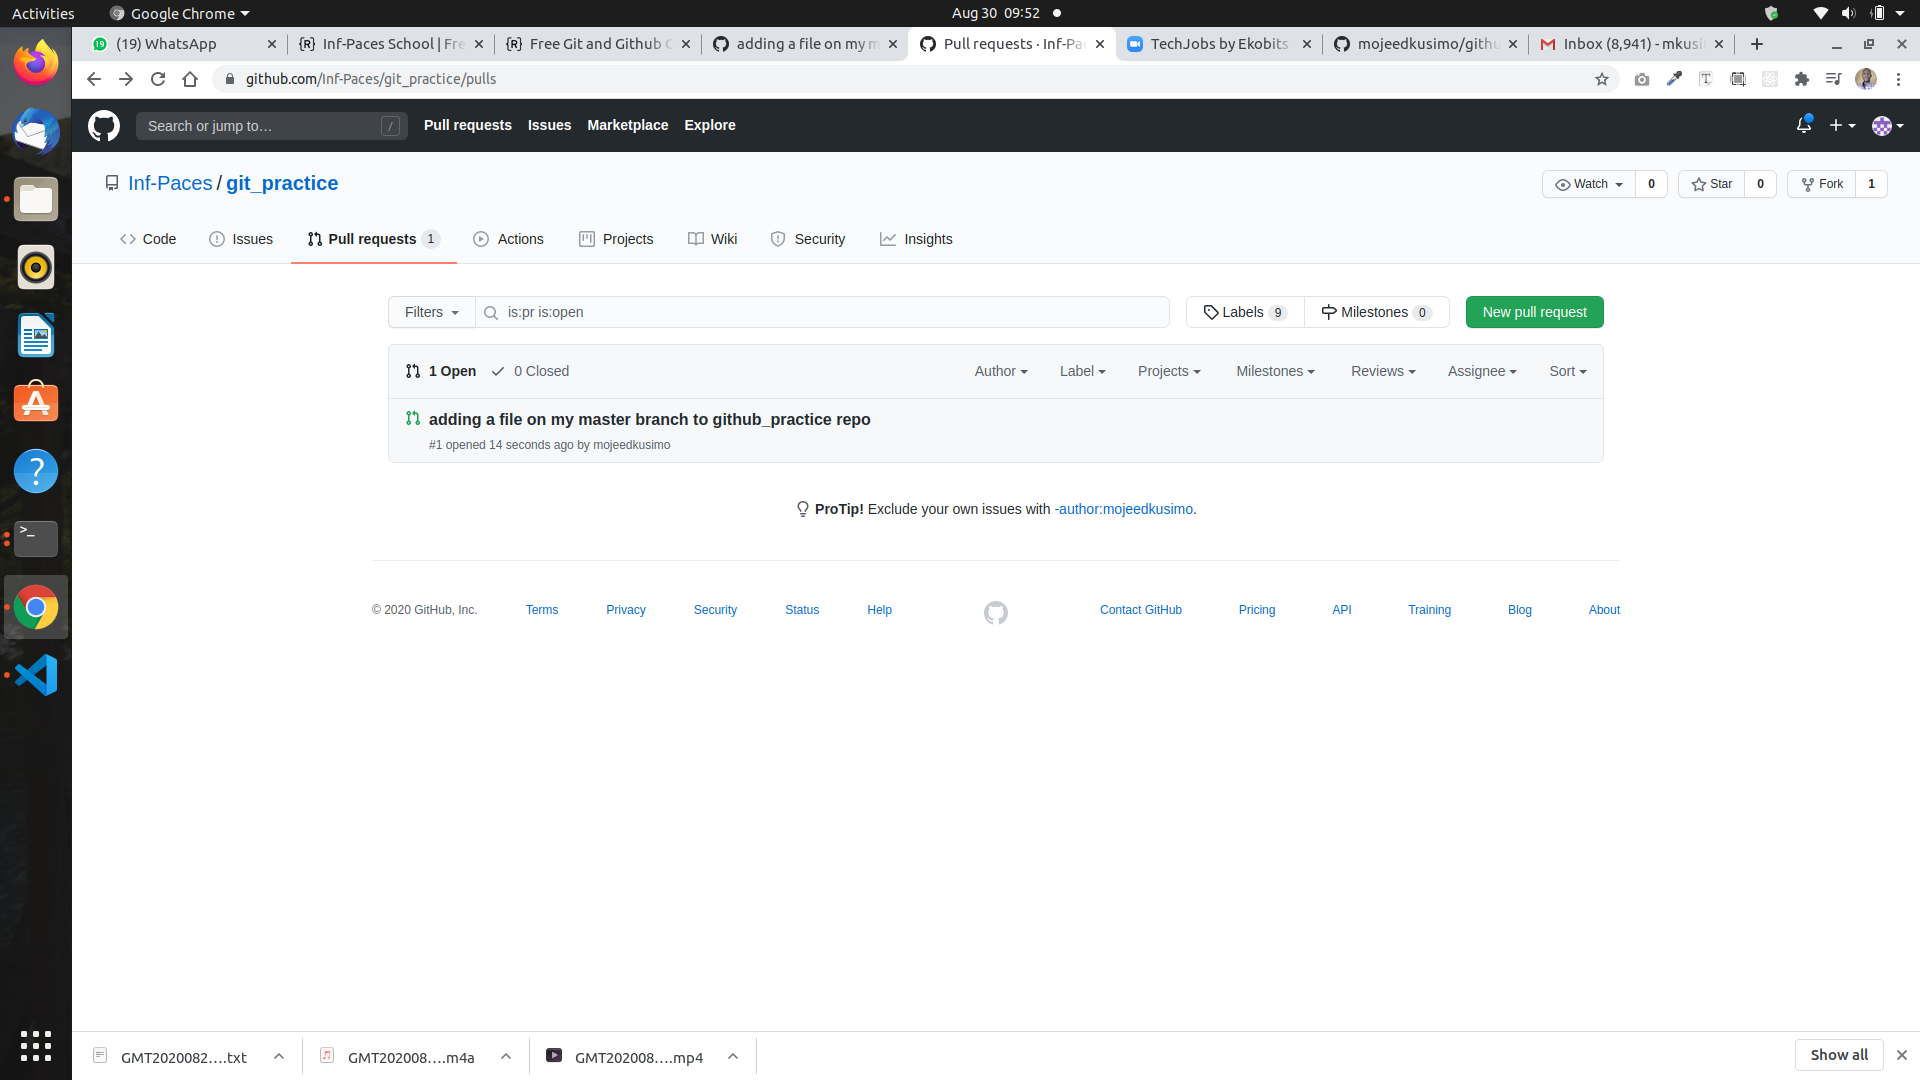 Activities
Google Chrome
Aug 30 09:52
(19) WhatsApp
Inf-Paces School | Fre
Free Git and Github C
adding a file on my m
Pull requests · Inf-Pac
TechJobs by Ekobits
mojeedkusimo/githu
Inbox (8,941) - mkusi
github.com/Inf-Paces/git_practice/pulls
Search or jump to…
/
Pull requests
Issues
Marketplace
Explore
Inf-Paces / git_practice
Watch 0
Star 0
Fork 1
Code
Issues
Pull requests 1
Actions
Projects
Wiki
Security
Insights
Filters
is:pr is:open
Labels 9
Milestones 0
New pull request
1 Open
0 Closed
Author
Label
Projects
Milestones
Reviews
Assignee
Sort
adding a file on my master branch to github_practice repo
#1 opened 14 seconds ago by mojeedkusimo
ProTip! Exclude your own issues with -author:mojeedkusimo.
© 2020 GitHub, Inc.
Terms
Privacy
Security
Status
Help
Contact GitHub
Pricing
API
Training
Blog
About
GMT2020082….txt
GMT202008….m4a
GMT202008….mp4
Show all